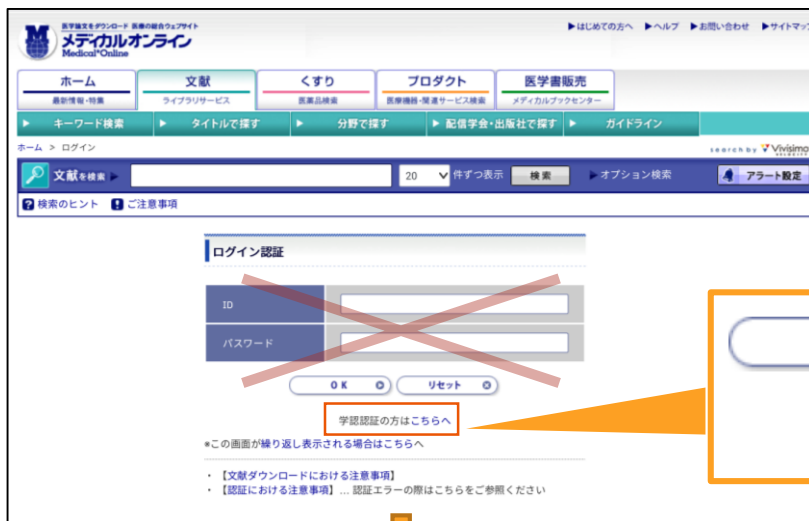 医学論文をダウンロード 医療の総合ウェブサイト
メディカルオンライン
Medical*Online
▶はじめての方へ ▶ヘルプ ▶お問い合わせ ▶サイトマップ
ホーム 文献 くすり プロダクト 医学書販売
最新情報・特集 ライブラリサービス 医薬品検索 医療機器・関連サービス検索 メディカルブックセンター
▶ キーワード検索 ▶ タイトルで探す ▶ 分野で探す ▶ 配信学会・出版社で探す ▶ ガイドライン
ホーム > ログイン
search by Vivisimo
文献を検索 ▶ 20 件ずつ表示 検索 ▶オプション検索 アラート設定
? 検索のヒント ! ご注意事項
ログイン認証
ID
パスワード
OK リセット
学認認証の方はこちらへ
*この画面が繰り返し表示される場合はこちらへ
・ 【文献ダウンロードにおける注意事項】
・ 【認証における注意事項】... 認証エラーの際はこちらをご参照ください